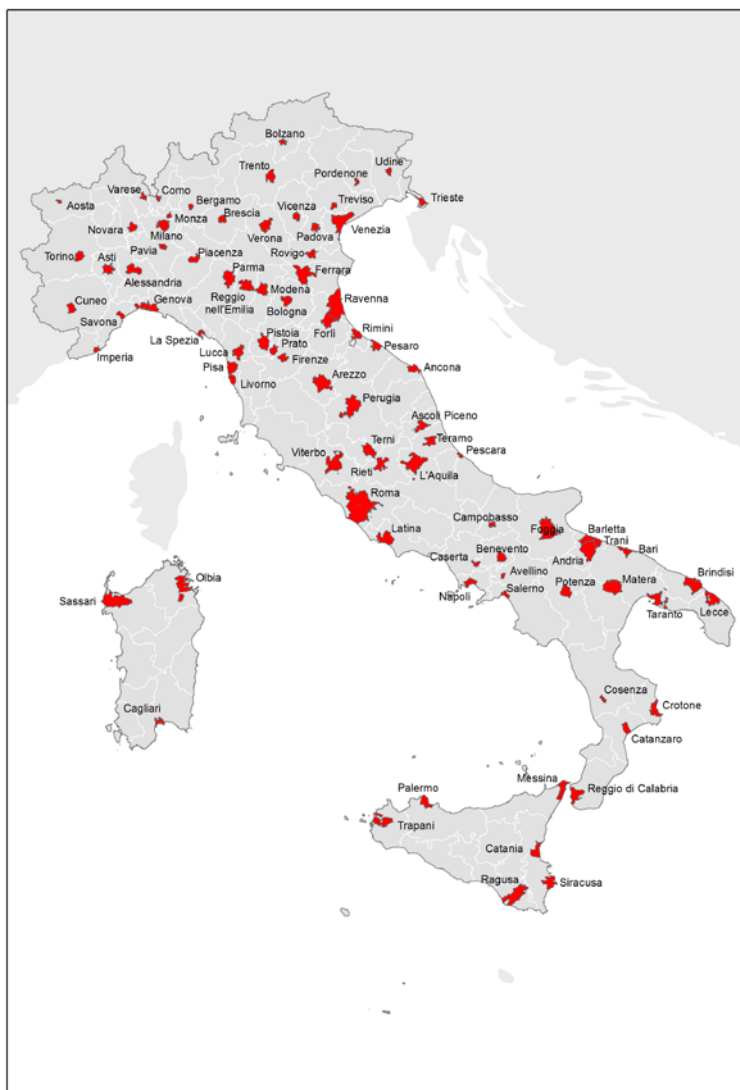 Bolzano
Trento
Udine
Pordenone
Varese
Como
Aosta
Bergamo
Vicenza
Treviso
Trieste
Monza
Brescia
Novara
Milano
Verona
Padova
Venezia
Pavia
Torino
Asti
Piacenza
Rovigo
Parma
Ferrara
Alessandria
Cuneo
Genova
Reggio
nell'Emilia
Modena
Bologna
Ravenna
Savona
Forlì
La Spezia
Pistoia
Rimini
Imperia
Lucca
Prato
Pesaro
Firenze
Pisa
Ancona
Livorno
Arezzo
Perugia
Ascoli Piceno
Terni
Teramo
Viterbo
Pescara
Rieti
L'Aquila
Roma
Campobasso
Foggia
Barletta
Latina
Trani
Bari
Caserta
Benevento
Andria
Avellino
Potenza
Matera
Brindisi
Napoli
Salerno
Taranto
Lecce
Olbia
Sassari
Cagliari
Cosenza
Crotone
Catanzaro
Messina
Palermo
Reggio di Calabria
Trapani
Catania
Ragusa
Siracusa